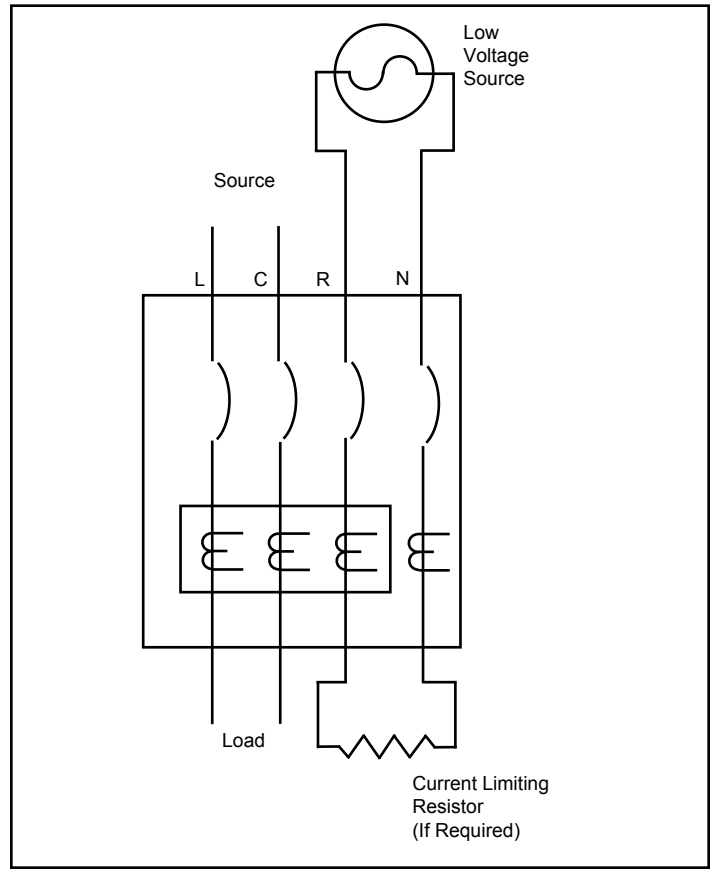 Low
Voltage
Source
Source
L C R N
Load
Current Limiting
Resistor
(If Required)